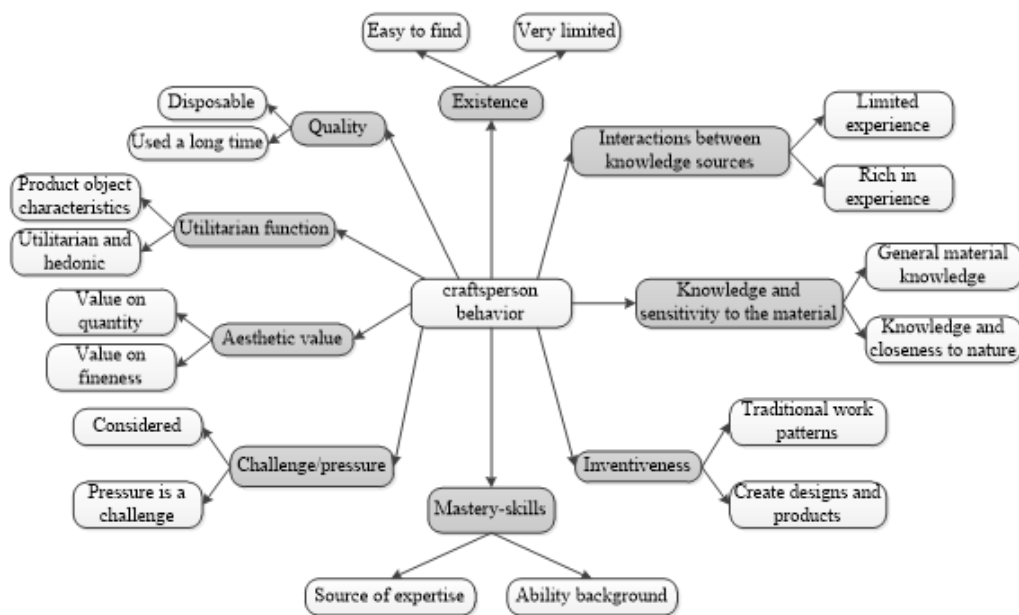 Easy to find
Very limited
Existence
Disposable
Used a long time
Quality
Interactions between
knowledge sources
Limited
experience
Rich in
experience
Product object
characteristics
Utilitarian and
hedonic
Utilitarian function
General material
knowledge
Knowledge and
closeness to nature
Knowledge and
sensitivity to the material
craftsperson
behavior
Value on
quantity
Value on
fineness
Aesthetic value
Considered
Pressure is a
challenge
Challenge/pressure
Traditional work
patterns
Create designs and
products
Inventiveness
Mastery-skills
Source of expertise
Ability background